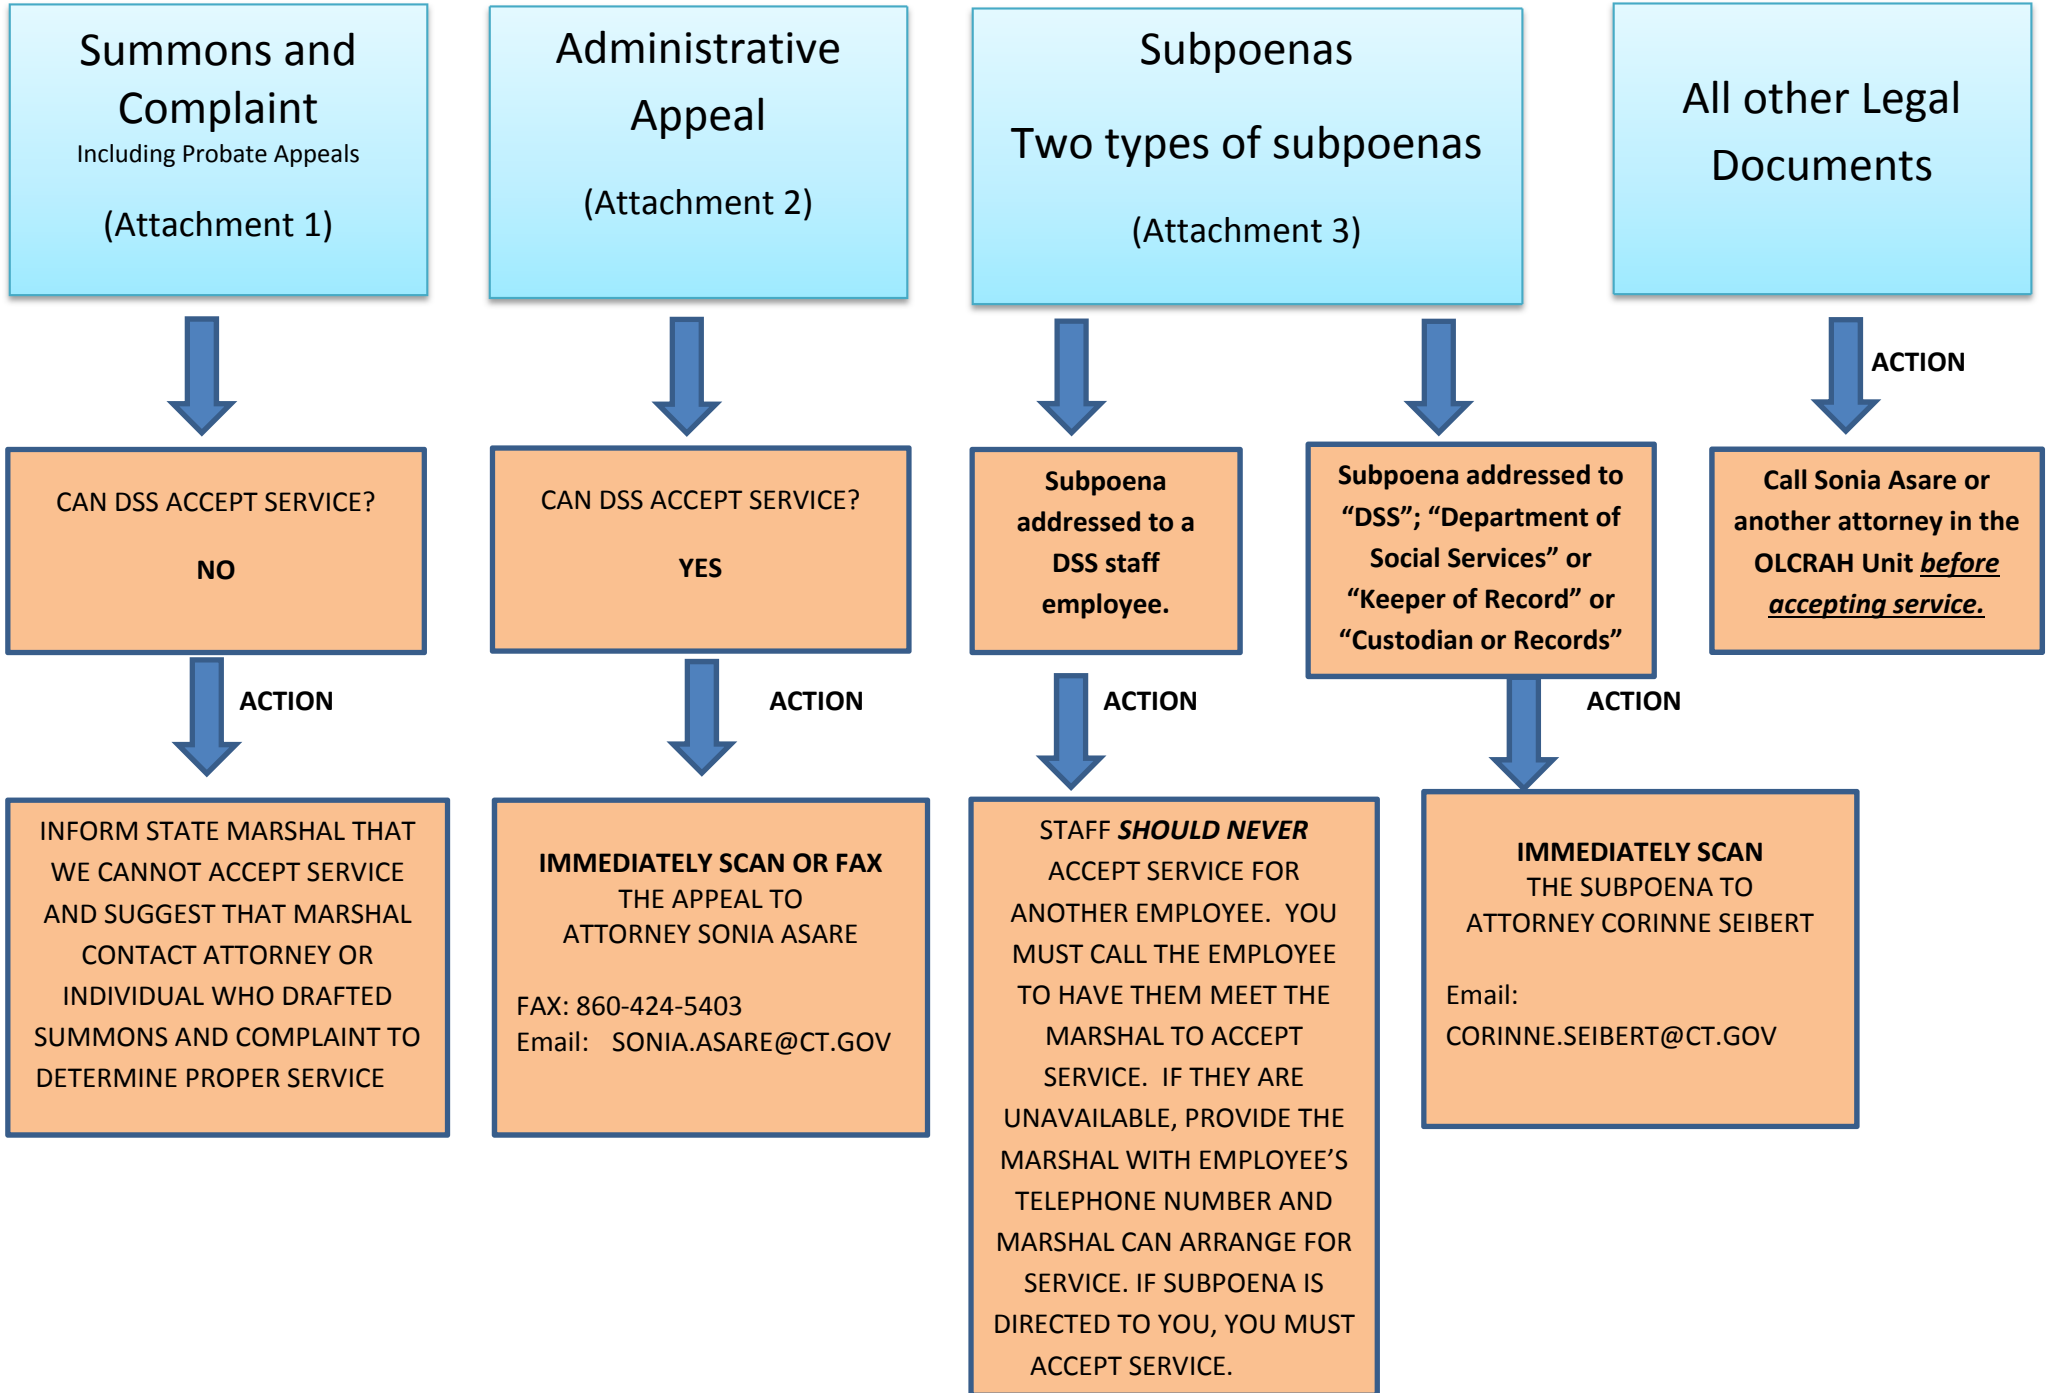 Summons and
Complaint
Including Probate Appeals
(Attachment 1)
CAN DSS ACCEPT SERVICE?
NO
ACTION
INFORM STATE MARSHAL THAT
WE CANNOT ACCEPT SERVICE
AND SUGGEST THAT MARSHAL
CONTACT ATTORNEY OR
INDIVIDUAL WHO DRAFTED
SUMMONS AND COMPLAINT TO
DETERMINE PROPER SERVICE
Administrative
Appeal
(Attachment 2)
CAN DSS ACCEPT SERVICE?
YES
ACTION
IMMEDIATELY SCAN OR FAX
THE APPEAL TO
ATTORNEY SONIA ASARE
FAX: 860-424-5403
Email: SONIA.ASARE@CT.GOV
Subpoenas
Two types of subpoenas
(Attachment 3)
Subpoena
addressed to a
DSS staff
employee.
ACTION
STAFF SHOULD NEVER
ACCEPT SERVICE FOR
ANOTHER EMPLOYEE. YOU
MUST CALL THE EMPLOYEE
TO HAVE THEM MEET THE
MARSHAL TO ACCEPT
SERVICE. IF THEY ARE
UNAVAILABLE, PROVIDE THE
MARSHAL WITH EMPLOYEE’S
TELEPHONE NUMBER AND
MARSHAL CAN ARRANGE FOR
SERVICE. IF SUBPOENA IS
DIRECTED TO YOU, YOU MUST
ACCEPT SERVICE.
Subpoena addressed to
“DSS”; “Department of
Social Services” or
“Keeper of Record” or
“Custodian or Records”
ACTION
IMMEDIATELY SCAN
THE SUBPOENA TO
ATTORNEY CORINNE SEIBERT
Email:
CORINNE.SEIBERT@CT.GOV
All other Legal
Documents
ACTION
Call Sonia Asare or
another attorney in the
OLCRAH Unit before
accepting service.